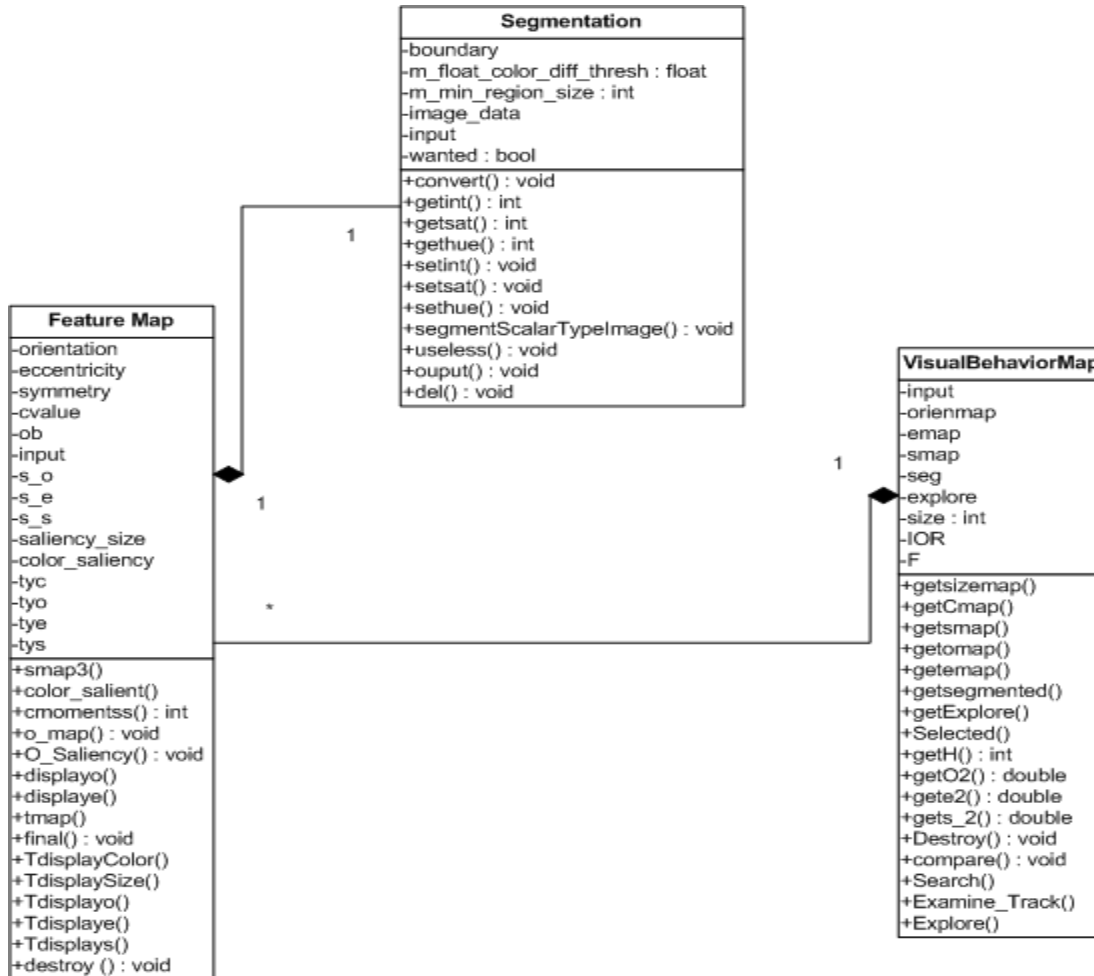 Segmentation
-boundary
-m_float_color_diff_thresh : float
-m_min_region_size : int
-image_data
-input
-wanted : bool
+convert() : void
+getint() : int
+getsat() : int
+gethue() : int
+setint() : void
+setsat() : void
+sethue() : void
+segmentScalarTypeImage() : void
+useless() : void
+ouput() : void
+del() : void
1
Feature Map
-orientation
-eccentricity
-symmetry
-cvalue
-ob
-input
-s_o
-s_e
-s_s
-saliency_size
-color_saliency
-tyc
-tyo
-tye
-tys
+smap3()
+color_salient()
+cmomentss() : int
+o_map() : void
+O_Saliency() : void
+displayo()
+displaye()
+tmap()
+final() : void
+TdisplayColor()
+TdisplaySize()
+Tdisplayo()
+Tdisplaye()
+Tdisplays()
+destroy () : void
1
*
1
VisualBehaviorMap
-input
-orienmap
-emap
-smap
-seg
-explore
-size : int
-IOR
-F
+getsizemap()
+getCmap()
+getsmap()
+getomap()
+getemap()
+getsegmented()
+getExplore()
+Selected()
+getH() : int
+getO2() : double
+gete2() : double
+gets_2() : double
+Destroy() : void
+compare() : void
+Search()
+Examine_Track()
+Explore()